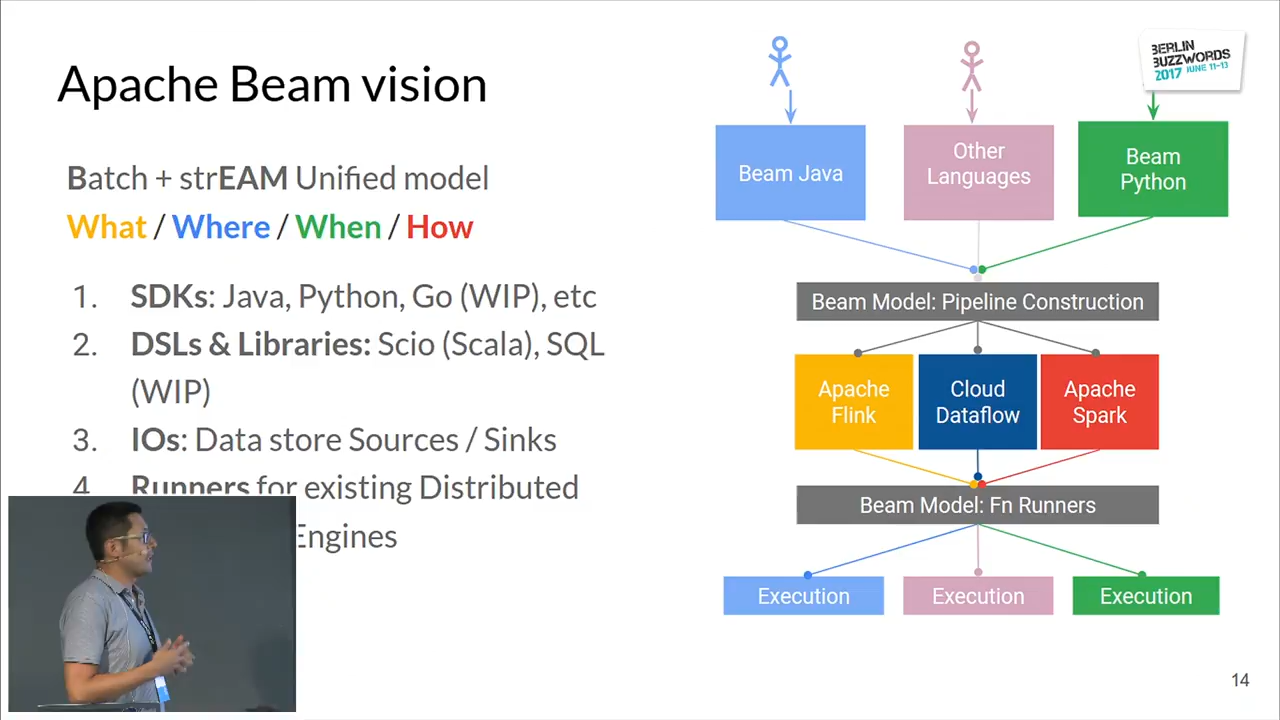 Apache Beam vision
Batch + strEAM Unified model
What / Where / When / How
1. SDKs: Java, Python, Go (WIP), etc
2. DSLs & Libraries: Scio (Scala), SQL
(WIP)
3. IOs: Data store Sources / Sinks
4. Runners for existing Distributed
Engines
BERLIN
BUZZWORDS
2017 JUNE 11-13
Beam Java
Other
Languages
Beam
Python
Beam Model: Pipeline Construction
Apache
Flink
Cloud
Dataflow
Apache
Spark
Beam Model: Fn Runners
Execution
Execution
Execution
14